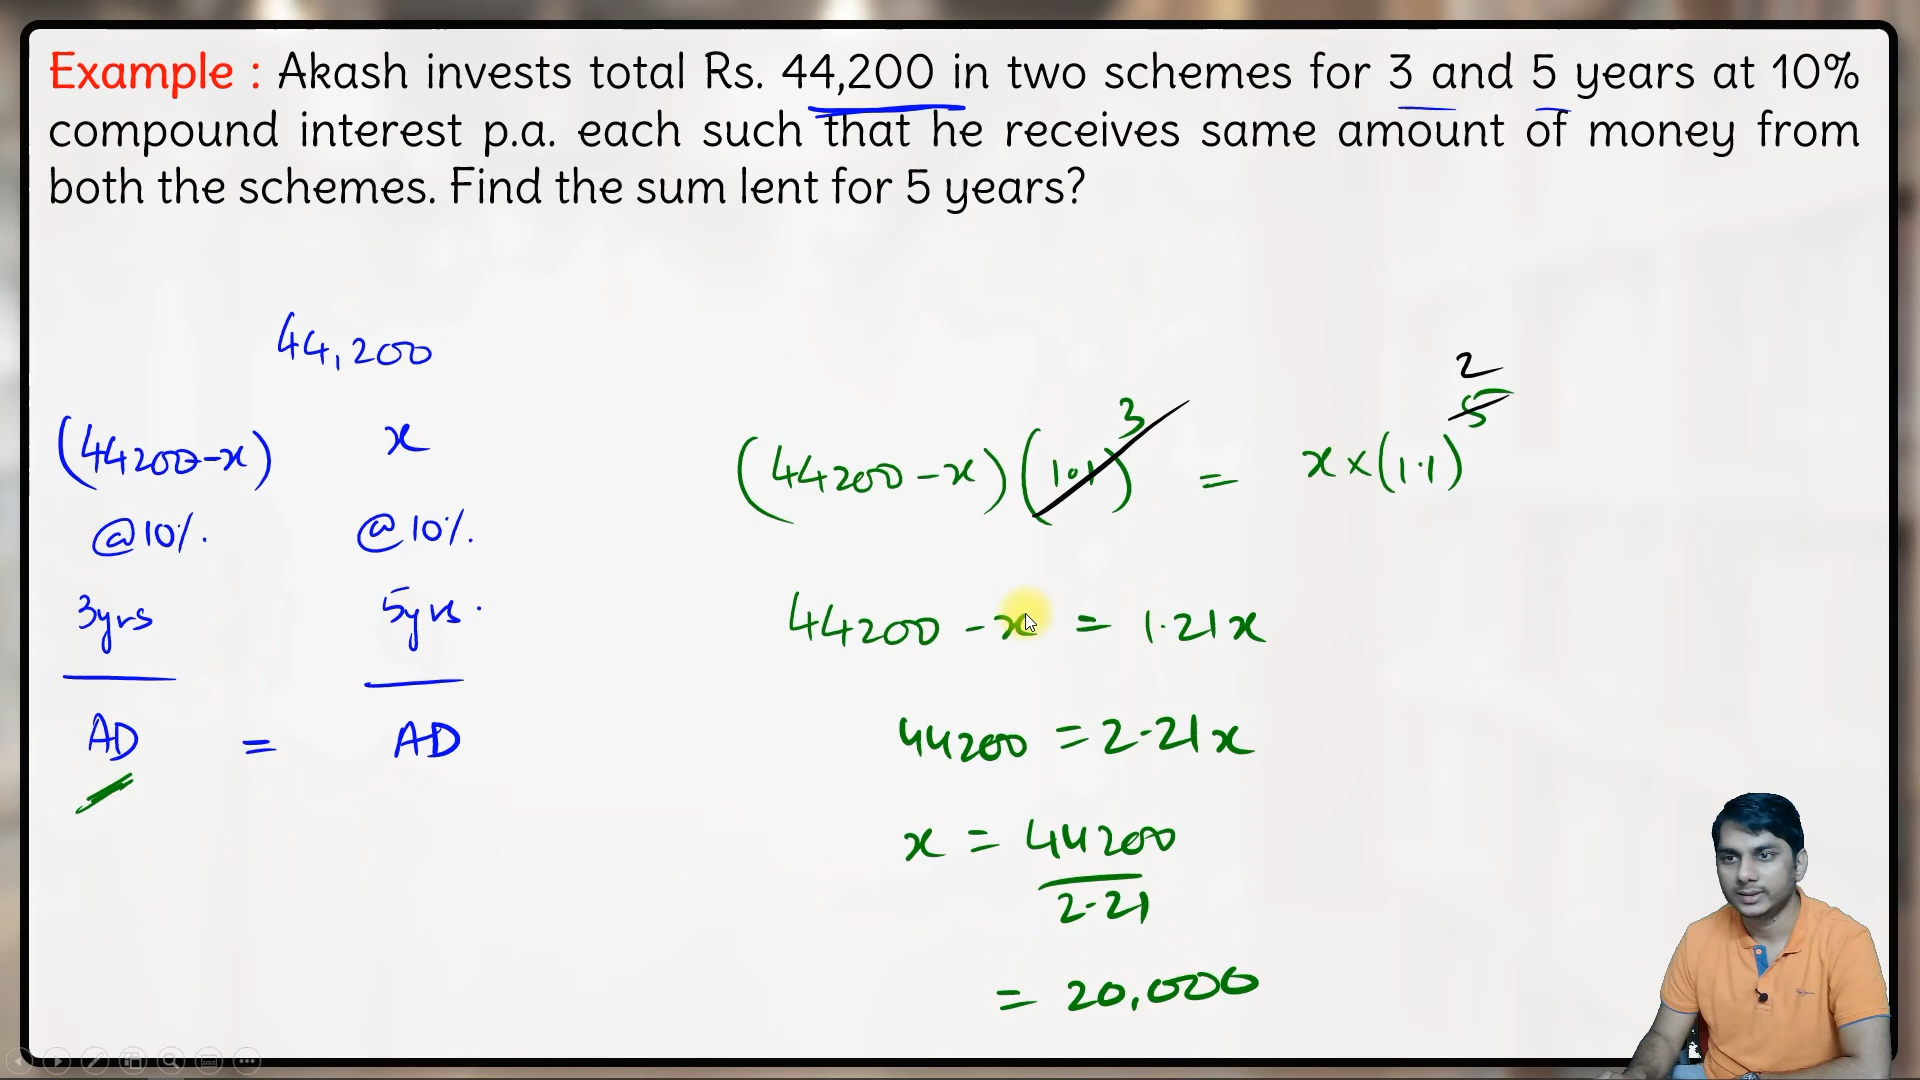 Example : Akash invests total Rs. 44,200 in two schemes for 3 and 5 years at 10%
compound interest p.a. each such that he receives same amount of money from
both the schemes. Find the sum lent for 5 years?
44,200
(44200-x) x
@10%. @10%.
3yrs 5yrs.
AD = AD
(44200-x)(1.1)^3 = x×(1.1)^5 2
44200 - x = 1.21x
44200 = 2.21x
x = 44200
2.21
= 20,000